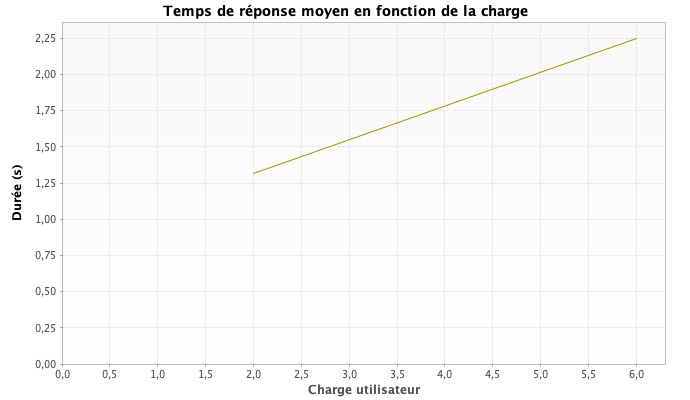 Temps de réponse moyen en fonction de la charge
Durée (s)
2,25
2,00
1,75
1,50
1,25
1,00
0,75
0,50
0,25
0,00
0,0 0,5 1,0 1,5 2,0 2,5 3,0 3,5 4,0 4,5 5,0 5,5 6,0
Charge utilisateur